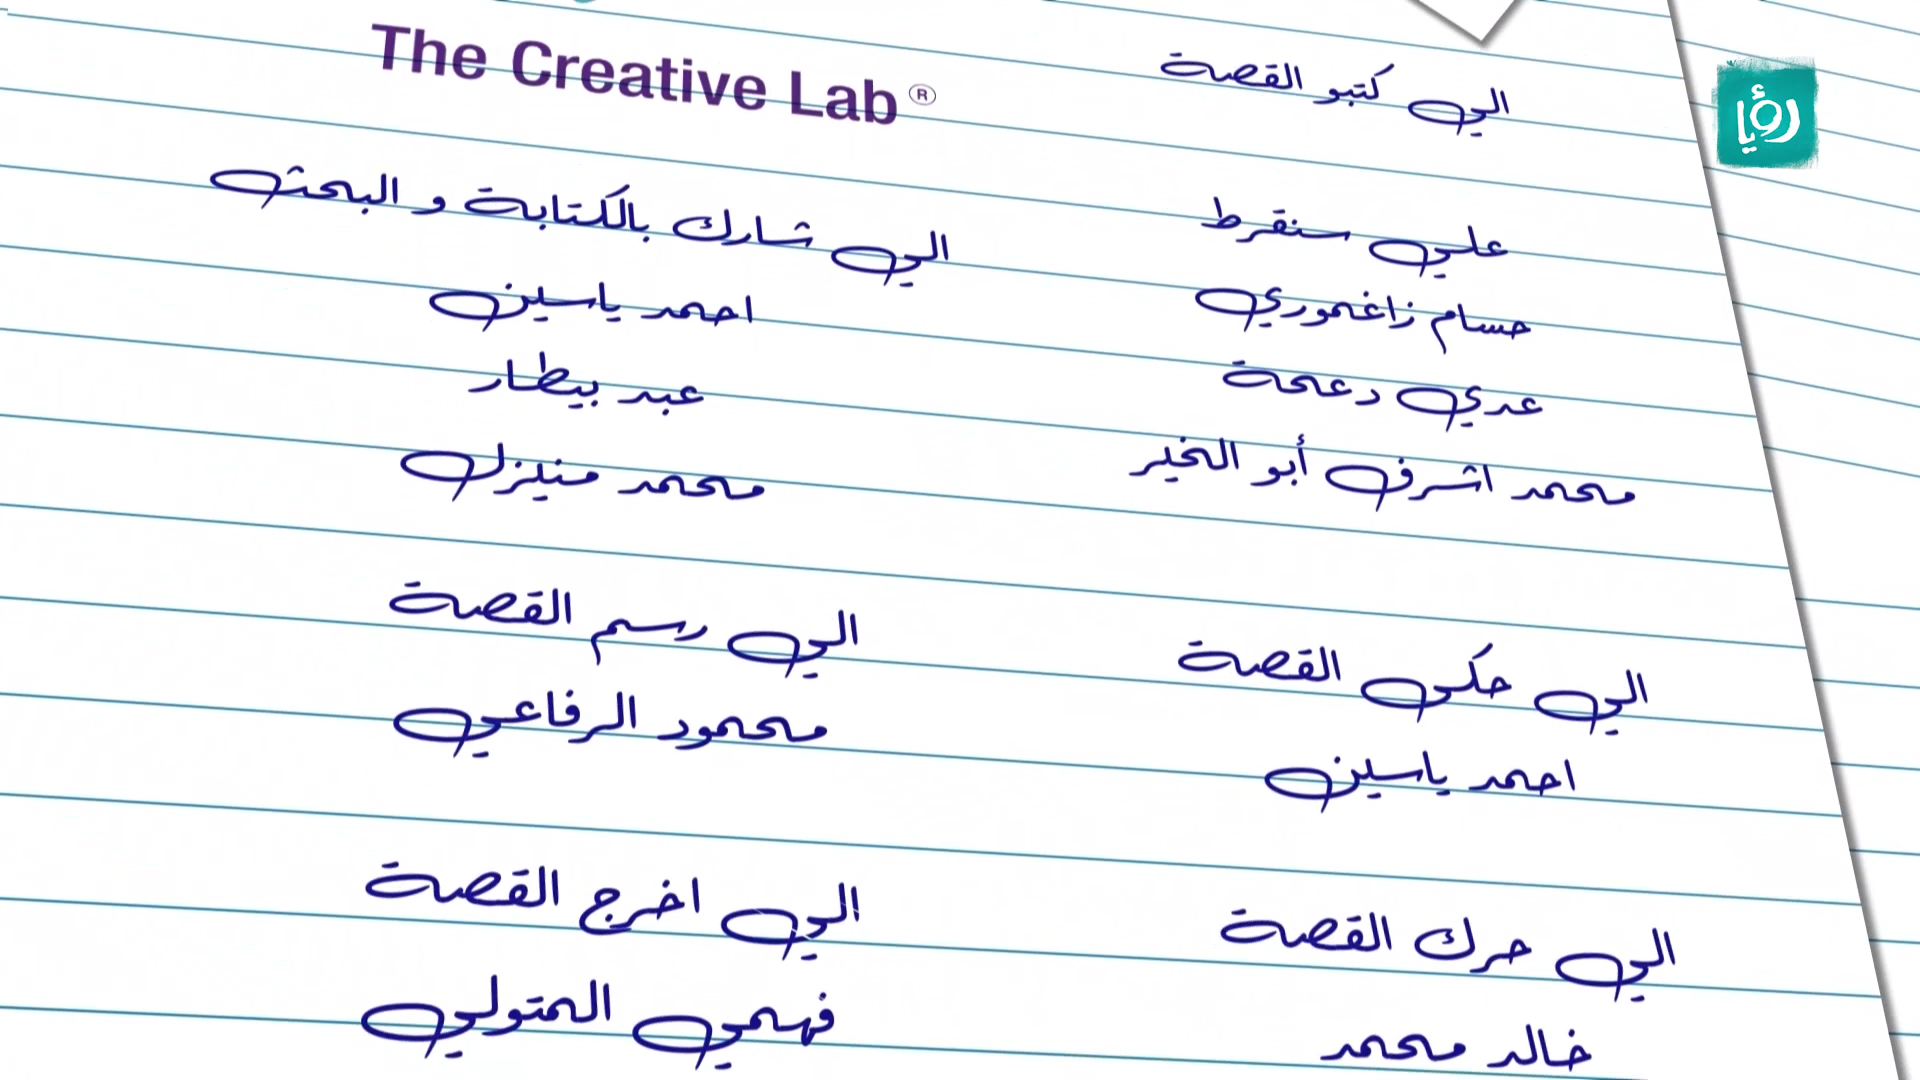 The Creative Lab®
رؤيا
الي كتبو القصة
علي سنقرط
حسام زاغموري
عدي دعحة
محمد اشرف أبو الخير
الي شارك بالكتابة و البحث
احمد ياسين
عبد بيطار
محمد منيزل
الي حكى القصة
احمد ياسين
الي رسم القصة
محمود الرفاعي
الي حرك القصة
خالد محمد
الي اخرج القصة
فهمي المتولي